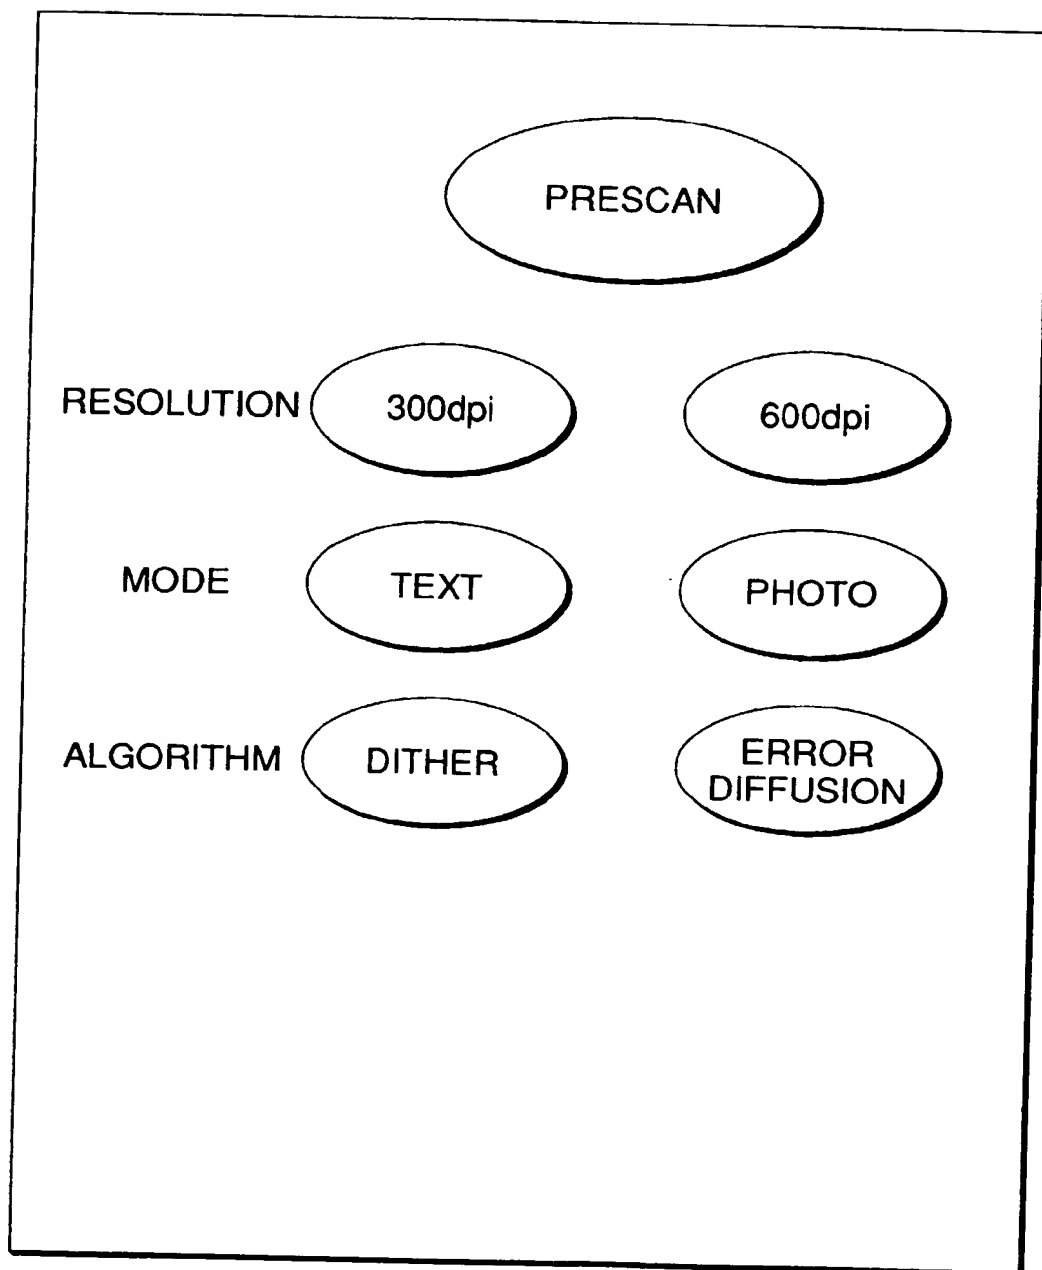 PRESCAN
RESOLUTION 300dpi 600dpi
MODE TEXT PHOTO
ALGORITHM DITHER ERROR
DIFFUSION